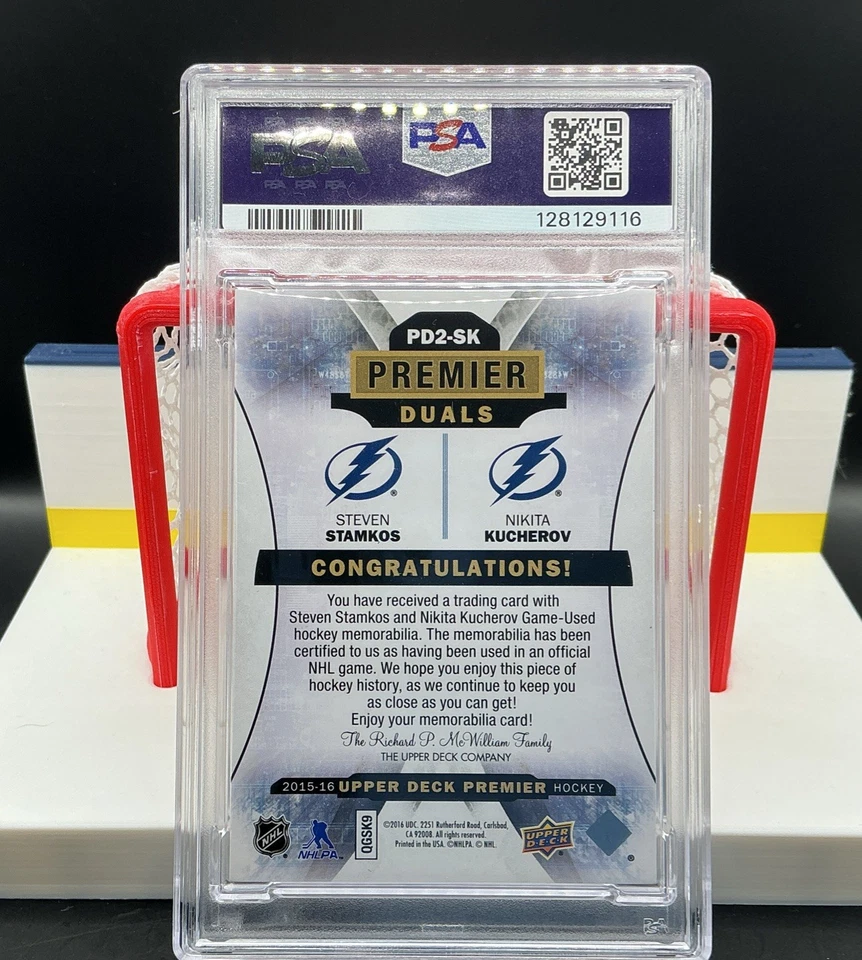 PSA
PSA
PSA PSA PSA
128129116
PD2-SK
PREMIER
DUALS
STEVEN
STAMKOS
NIKITA
KUCHEROV
CONGRATULATIONS!
You have received a trading card with
Steven Stamkos and Nikita Kucherov Game-Used
hockey memorabilia. The memorabilia has been
certified to us as having been used in an official
NHL game. We hope you enjoy this piece of
hockey history, as we continue to keep you
as close as you can get!
Enjoy your memorabilia card!
The Richard P. McWilliam Family
THE UPPER DECK COMPANY
2015-16 UPPER DECK PREMIER HOCKEY
NHL
NHLPA
QGSK9
©2016 UDC. 2251 Rutherford Road, Carlsbad,
CA 92008. All rights reserved.
Printed in the USA. ©NHLPA. © NHL.
UPPER
DECK
PSA